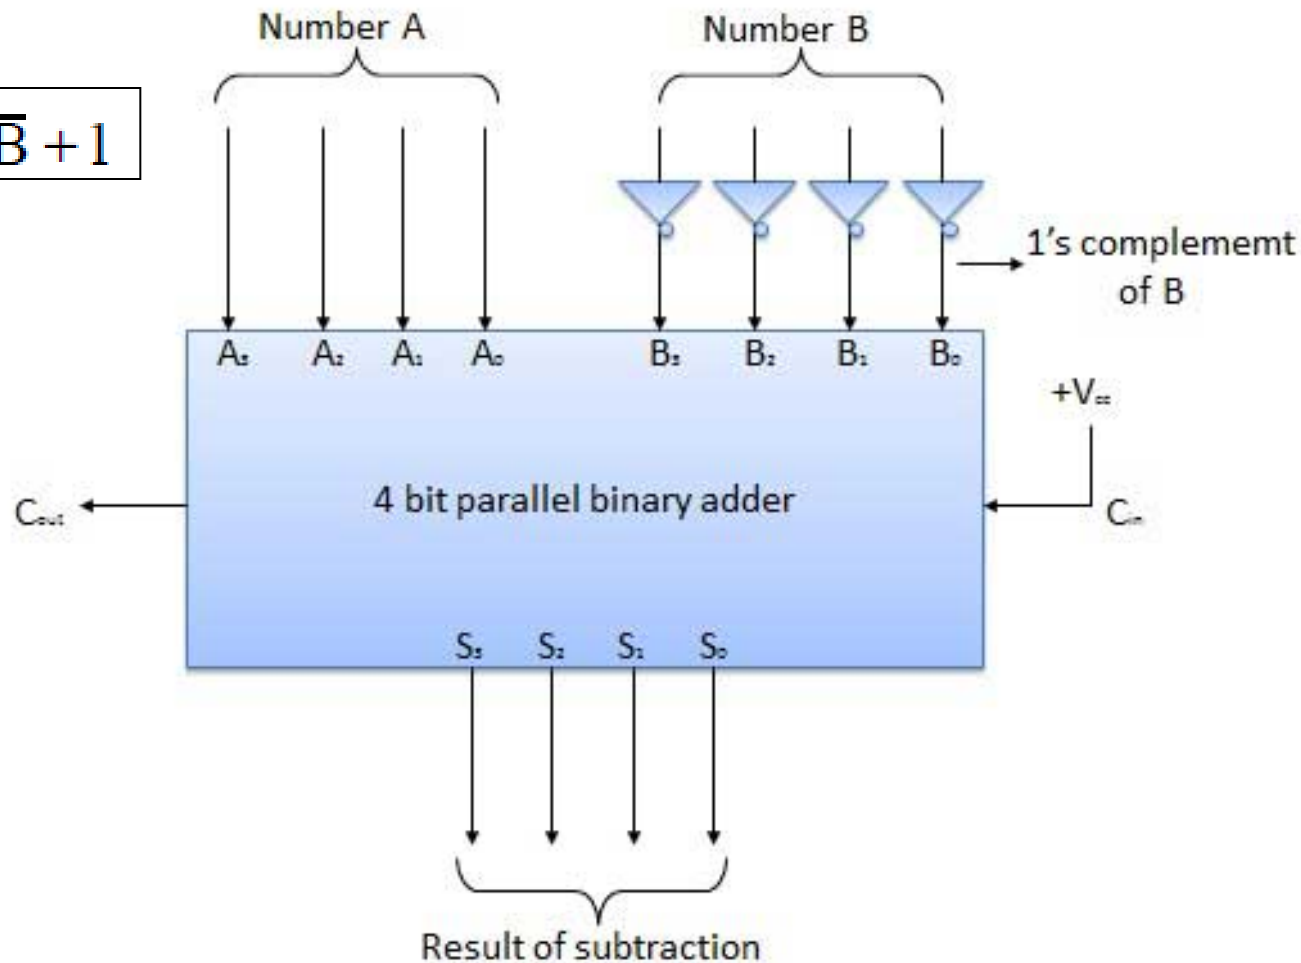 Number A
Number B
B̅ + 1
1's complememt
of B
A₃ A₂ A₁ A₀ B₃ B₂ B₁ B₀
+V
4 bit parallel binary adder
Cout
Cin
S₃ S₂ S₁ S₀
Result of subtraction